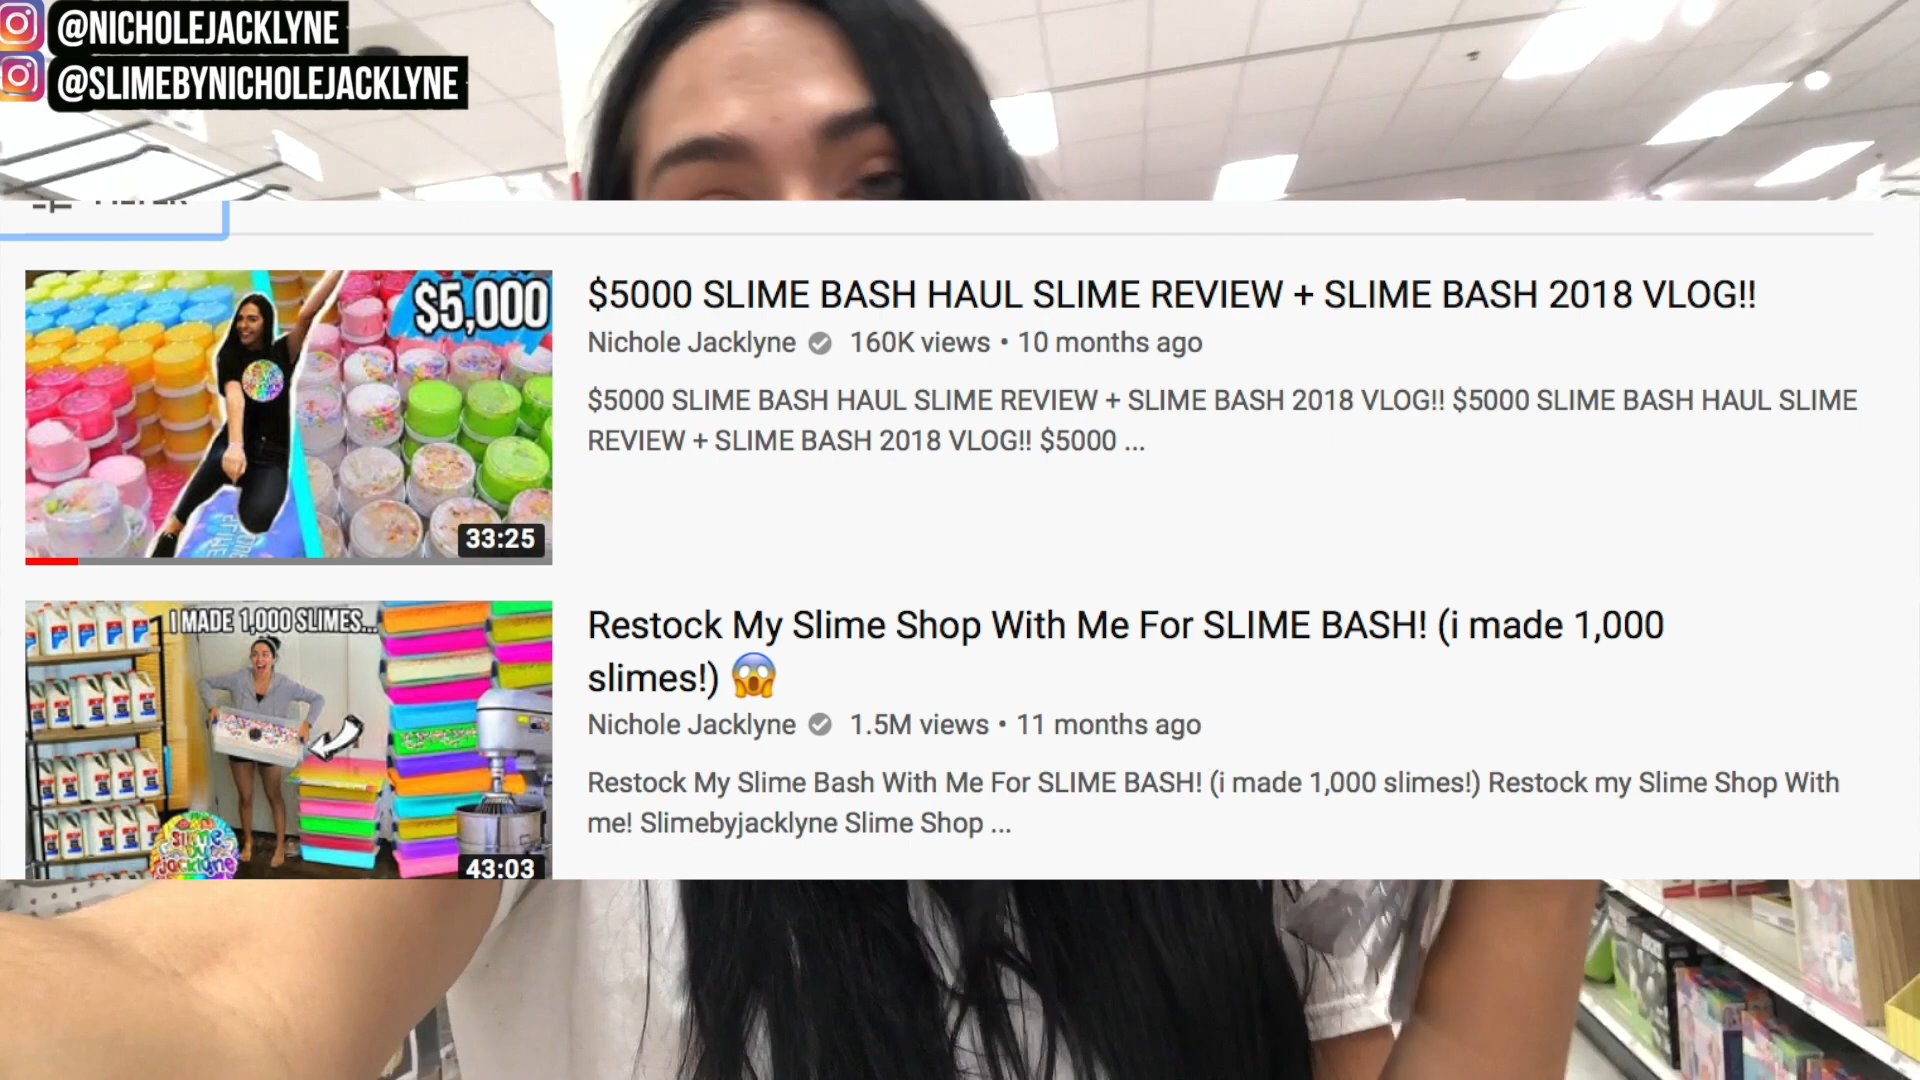 @NICHOLEJACKLYNE
@SLIMEBYNICHOLEJACKLYNE
$5,000
33:25
$5000 SLIME BASH HAUL SLIME REVIEW + SLIME BASH 2018 VLOG!!
Nichole Jacklyne 160K views • 10 months ago
$5000 SLIME BASH HAUL SLIME REVIEW + SLIME BASH 2018 VLOG!! $5000 SLIME BASH HAUL SLIME
REVIEW + SLIME BASH 2018 VLOG!! $5000 ...
I MADE 1,000 SLIMES...
slime
by
jacklyne
43:03
Restock My Slime Shop With Me For SLIME BASH! (i made 1,000
slimes!) 😱
Nichole Jacklyne 1.5M views • 11 months ago
Restock My Slime Bash With Me For SLIME BASH! (i made 1,000 slimes!) Restock my Slime Shop With
me! Slimebyjacklyne Slime Shop ...